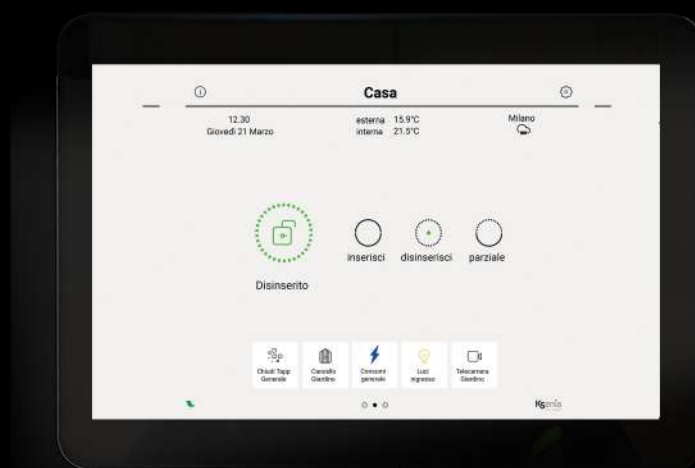 Casa
12.30
Giovedì 21 Marzo
esterna 15.9°C
interna 21.5°C
Milano
Disinserito
inserisci disinserisci parziale
Chiudi Tapp
Generale
Cancello
Giardino
Consumi
generale
Luci
ingresso
Telecamera
Giardino
Ksenia